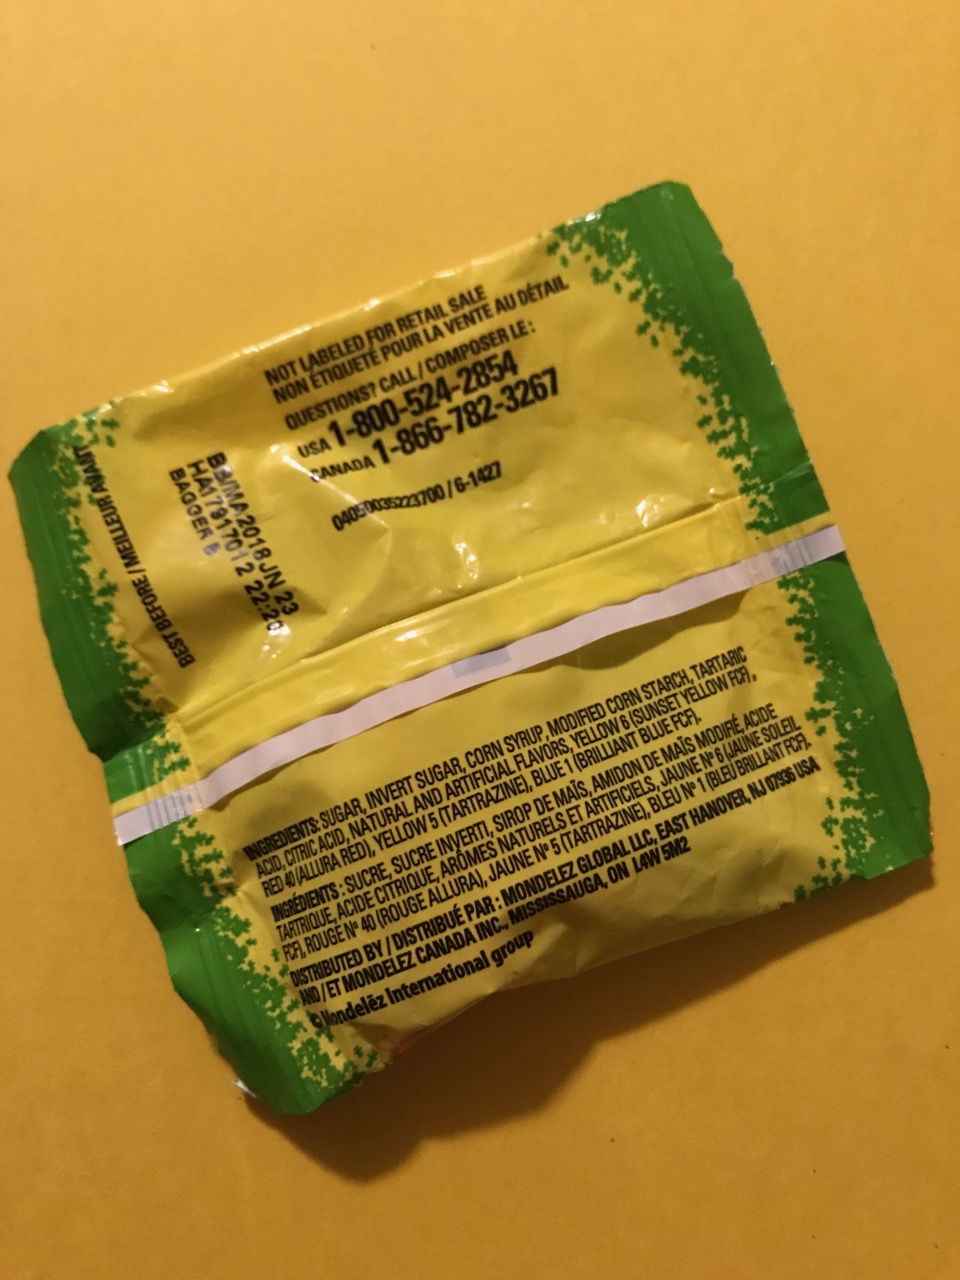 NOT LABELED FOR RETAIL SALE
NON ÉTIQUETÉ POUR LA VENTE AU DÉTAIL
QUESTIONS? CALL / COMPOSER LE :
USA 1-800-524-2854
CANADA 1-866-782-3267
04050035223700 / G-1427
BEST BEFORE / MEILLEUR AVANT
BB/MA2018JN 23
HA17917012 22:26
BAGGER B
INGREDIENTS: SUGAR, INVERT SUGAR, CORN SYRUP, MODIFIED CORN STARCH, TARTARIC
ACID, CITRIC ACID, NATURAL AND ARTIFICIAL FLAVORS, YELLOW 6 (SUNSET YELLOW FCF),
RED 40 (ALLURA RED), YELLOW 5 (TARTRAZINE), BLUE 1 (BRILLIANT BLUE FCF).
INGRÉDIENTS : SUCRE, SUCRE INVERTI, SIROP DE MAÏS, AMIDON DE MAÏS MODIFIÉ, ACIDE
TARTRIQUE, ACIDE CITRIQUE, ARÔMES NATURELS ET ARTIFICIELS, JAUNE Nº 6 (JAUNE SOLEIL
FCF), ROUGE Nº 40 (ROUGE ALLURA), JAUNE Nº 5 (TARTRAZINE), BLEU Nº 1 (BLEU BRILLANT FCF).
DISTRIBUTED BY / DISTRIBUÉ PAR : MONDELEZ GLOBAL LLC, EAST HANOVER, NJ 07936 USA
AND / ET MONDELEZ CANADA INC., MISSISSAUGA, ON L4W 5M2
© Mondelēz International group